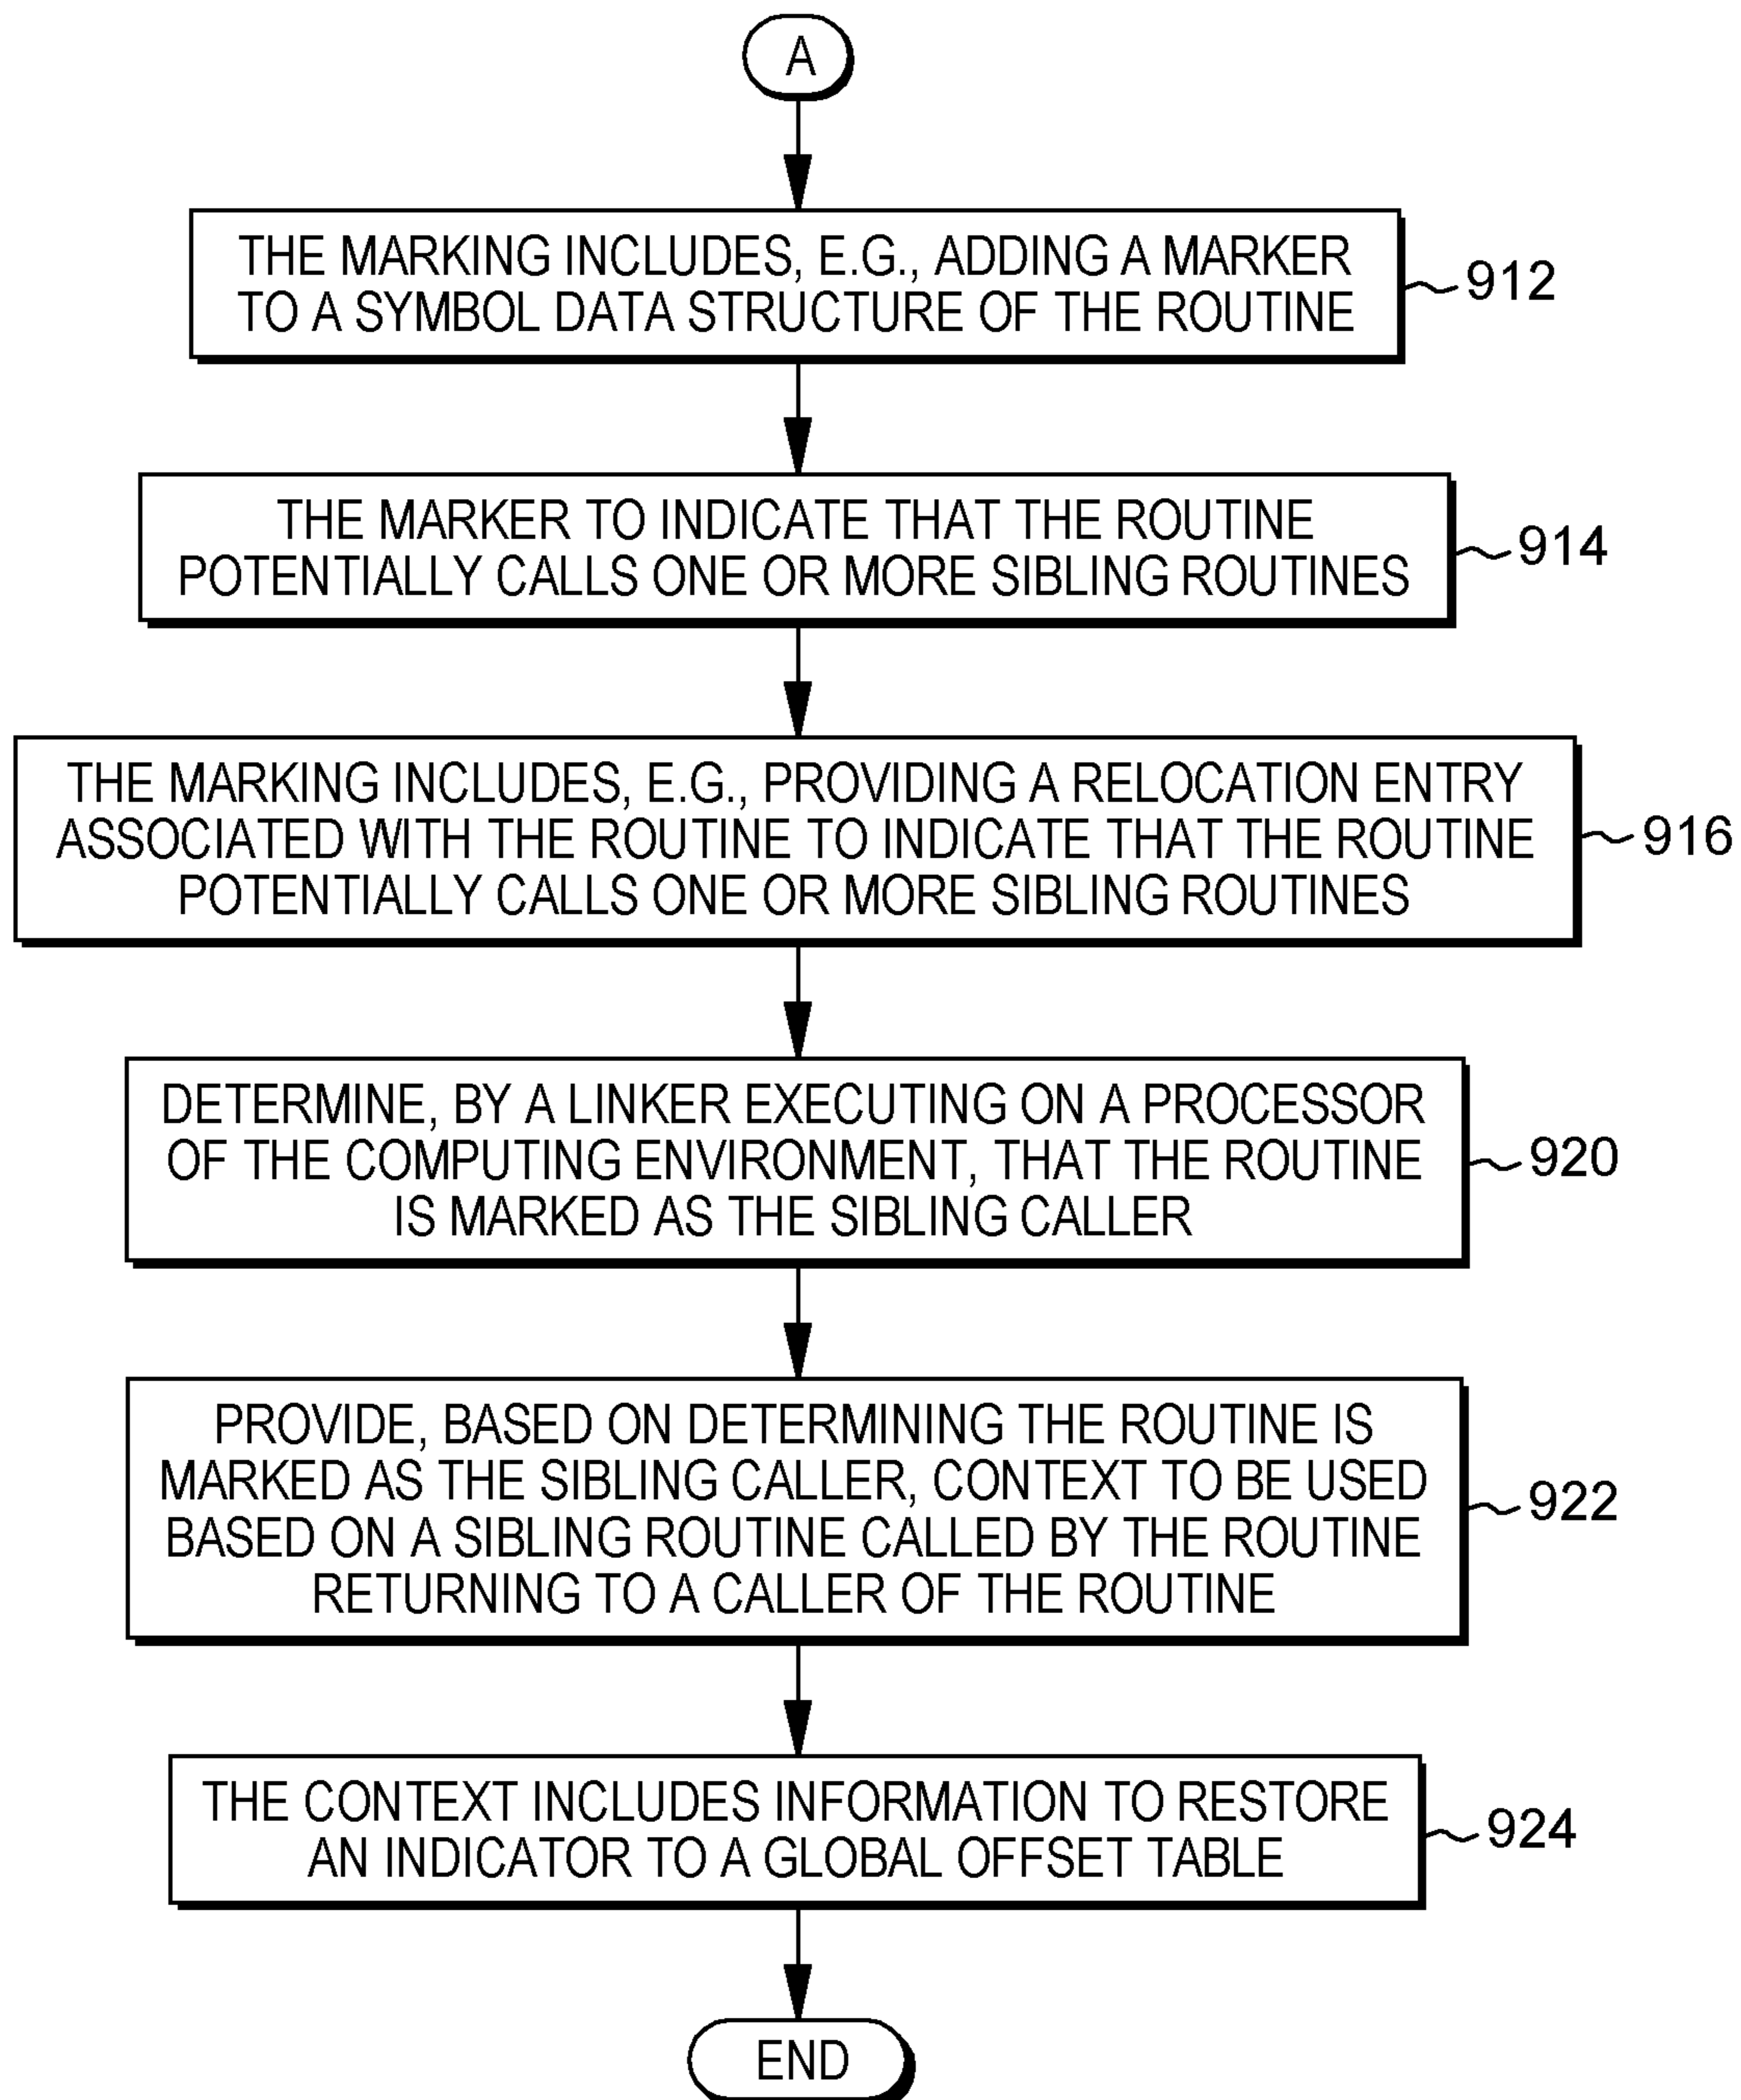 A
THE MARKING INCLUDES, E.G., ADDING A MARKER
TO A SYMBOL DATA STRUCTURE OF THE ROUTINE
912
THE MARKER TO INDICATE THAT THE ROUTINE
POTENTIALLY CALLS ONE OR MORE SIBLING ROUTINES
914
THE MARKING INCLUDES, E.G., PROVIDING A RELOCATION ENTRY
ASSOCIATED WITH THE ROUTINE TO INDICATE THAT THE ROUTINE
POTENTIALLY CALLS ONE OR MORE SIBLING ROUTINES
916
DETERMINE, BY A LINKER EXECUTING ON A PROCESSOR
OF THE COMPUTING ENVIRONMENT, THAT THE ROUTINE
IS MARKED AS THE SIBLING CALLER
920
PROVIDE, BASED ON DETERMINING THE ROUTINE IS
MARKED AS THE SIBLING CALLER, CONTEXT TO BE USED
BASED ON A SIBLING ROUTINE CALLED BY THE ROUTINE
RETURNING TO A CALLER OF THE ROUTINE
922
THE CONTEXT INCLUDES INFORMATION TO RESTORE
AN INDICATOR TO A GLOBAL OFFSET TABLE
924
END